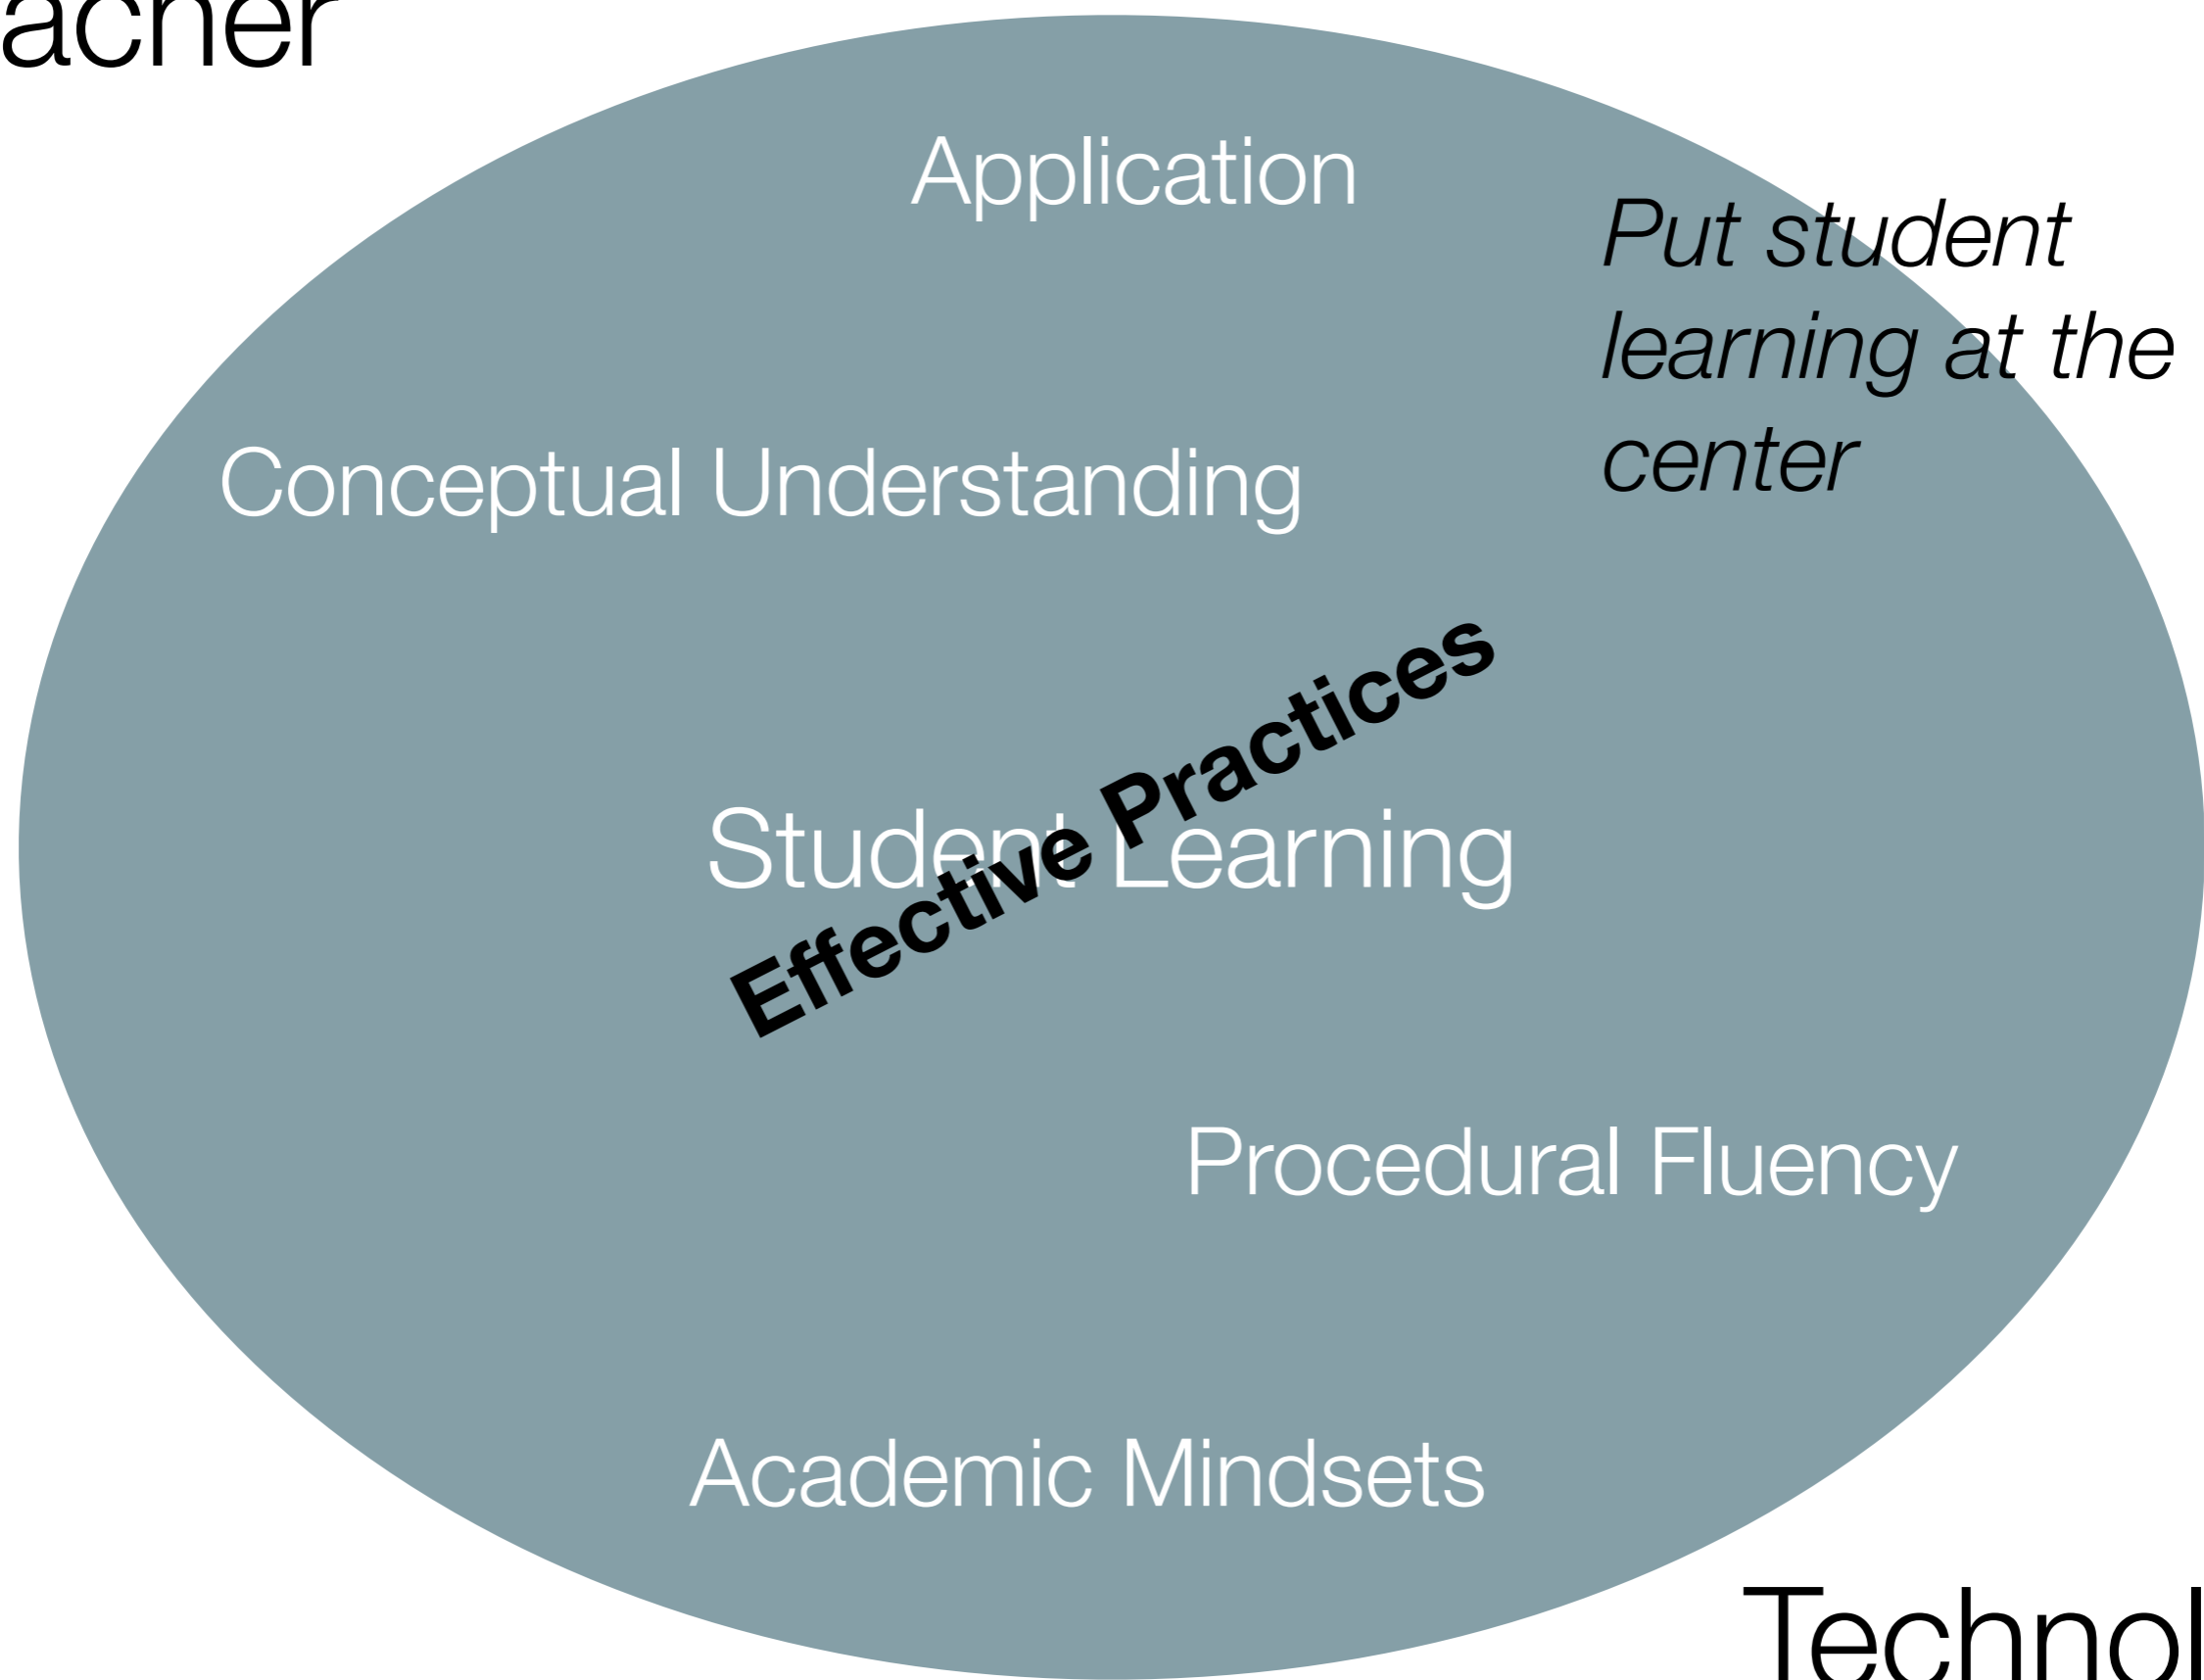 acher
Application
Put student
learning at the
center
Conceptual Understanding
Effective Practices
Student Learning
Procedural Fluency
Academic Mindsets
Technol